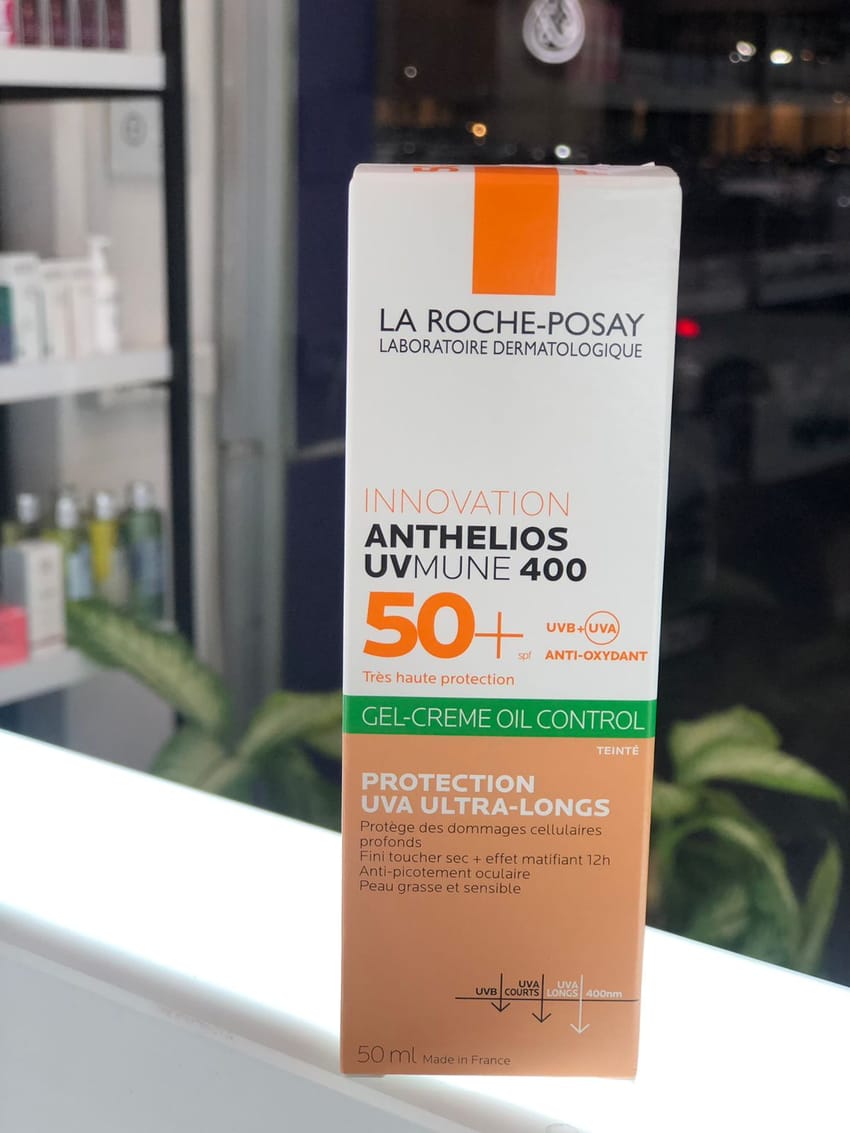 LA ROCHE-POSAY
LABORATOIRE DERMATOLOGIQUE
INNOVATION
ANTHELIOS
UVMUNE 400
50+
spf
UVB+UVA
ANTI-OXYDANT
Très haute protection
GEL-CREME OIL CONTROL
TEINTÉ
PROTECTION
UVA ULTRA-LONGS
Protège des dommages cellulaires
profonds
Fini toucher sec + effet matifiant 12h
Anti-picotement oculaire
Peau grasse et sensible
UVB
UVA
COURTS
UVA
LONGS
400nm
50 ml Made in France